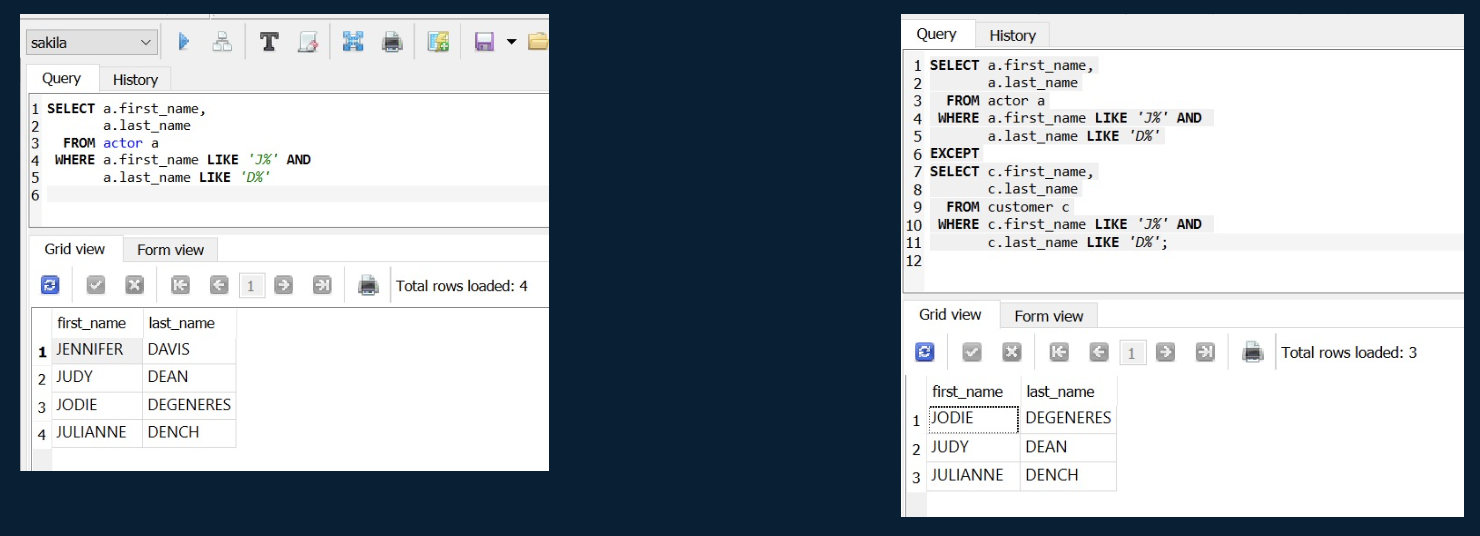 sakila
Query History
1 SELECT a.first_name,
2 a.last_name
3 FROM actor a
4 WHERE a.first_name LIKE 'J%' AND
5 a.last_name LIKE 'D%'
6
Grid view Form view
1 Total rows loaded: 4
first_name last_name
1 JENNIFER DAVIS
2 JUDY DEAN
3 JODIE DEGENERES
4 JULIANNE DENCH
Query History
1 SELECT a.first_name,
2 a.last_name
3 FROM actor a
4 WHERE a.first_name LIKE 'J%' AND
5 a.last_name LIKE 'D%'
6 EXCEPT
7 SELECT c.first_name,
8 c.last_name
9 FROM customer c
10 WHERE c.first_name LIKE 'J%' AND
11 c.last_name LIKE 'D%';
12
Grid view Form view
1 Total rows loaded: 3
first_name last_name
1 JODIE DEGENERES
2 JUDY DEAN
3 JULIANNE DENCH